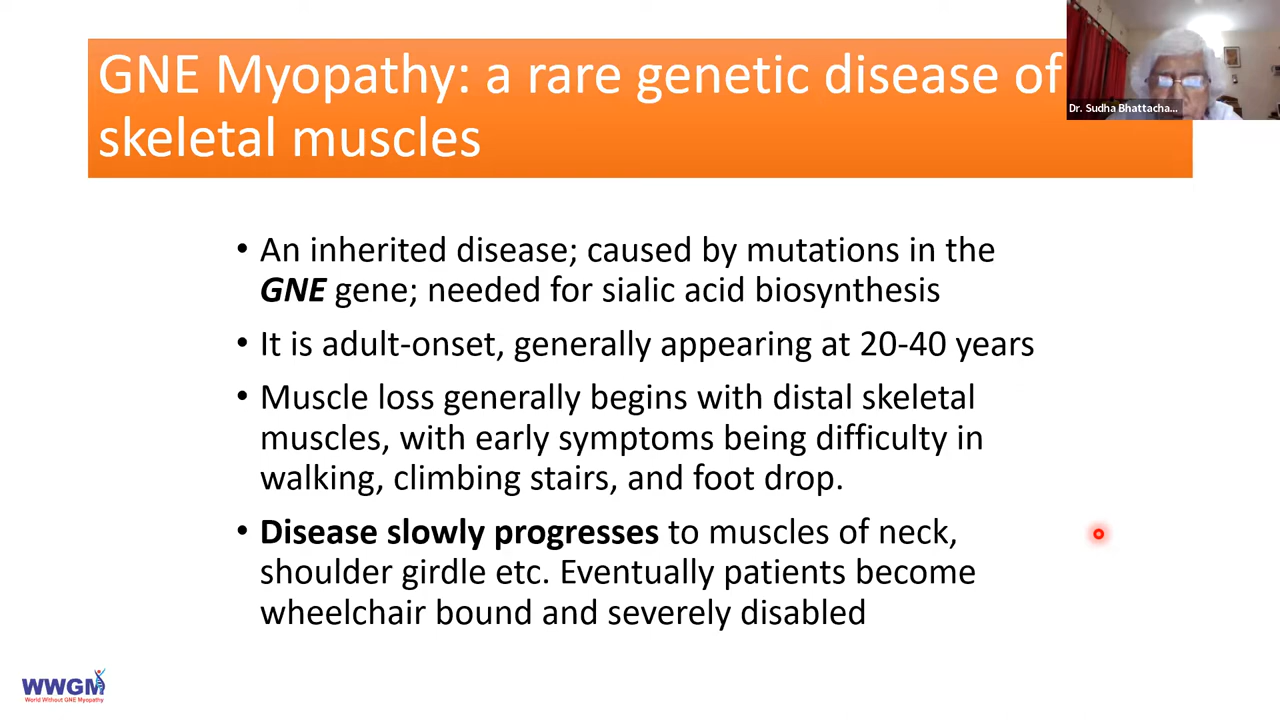 GNE Myopathy: a rare genetic disease of
skeletal muscles
Dr. Sudha Bhattacha...
• An inherited disease; caused by mutations in the
GNE gene; needed for sialic acid biosynthesis
• It is adult-onset, generally appearing at 20-40 years
• Muscle loss generally begins with distal skeletal
muscles, with early symptoms being difficulty in
walking, climbing stairs, and foot drop.
• Disease slowly progresses to muscles of neck,
shoulder girdle etc. Eventually patients become
wheelchair bound and severely disabled
WWGM
World Without GNE Myopathy